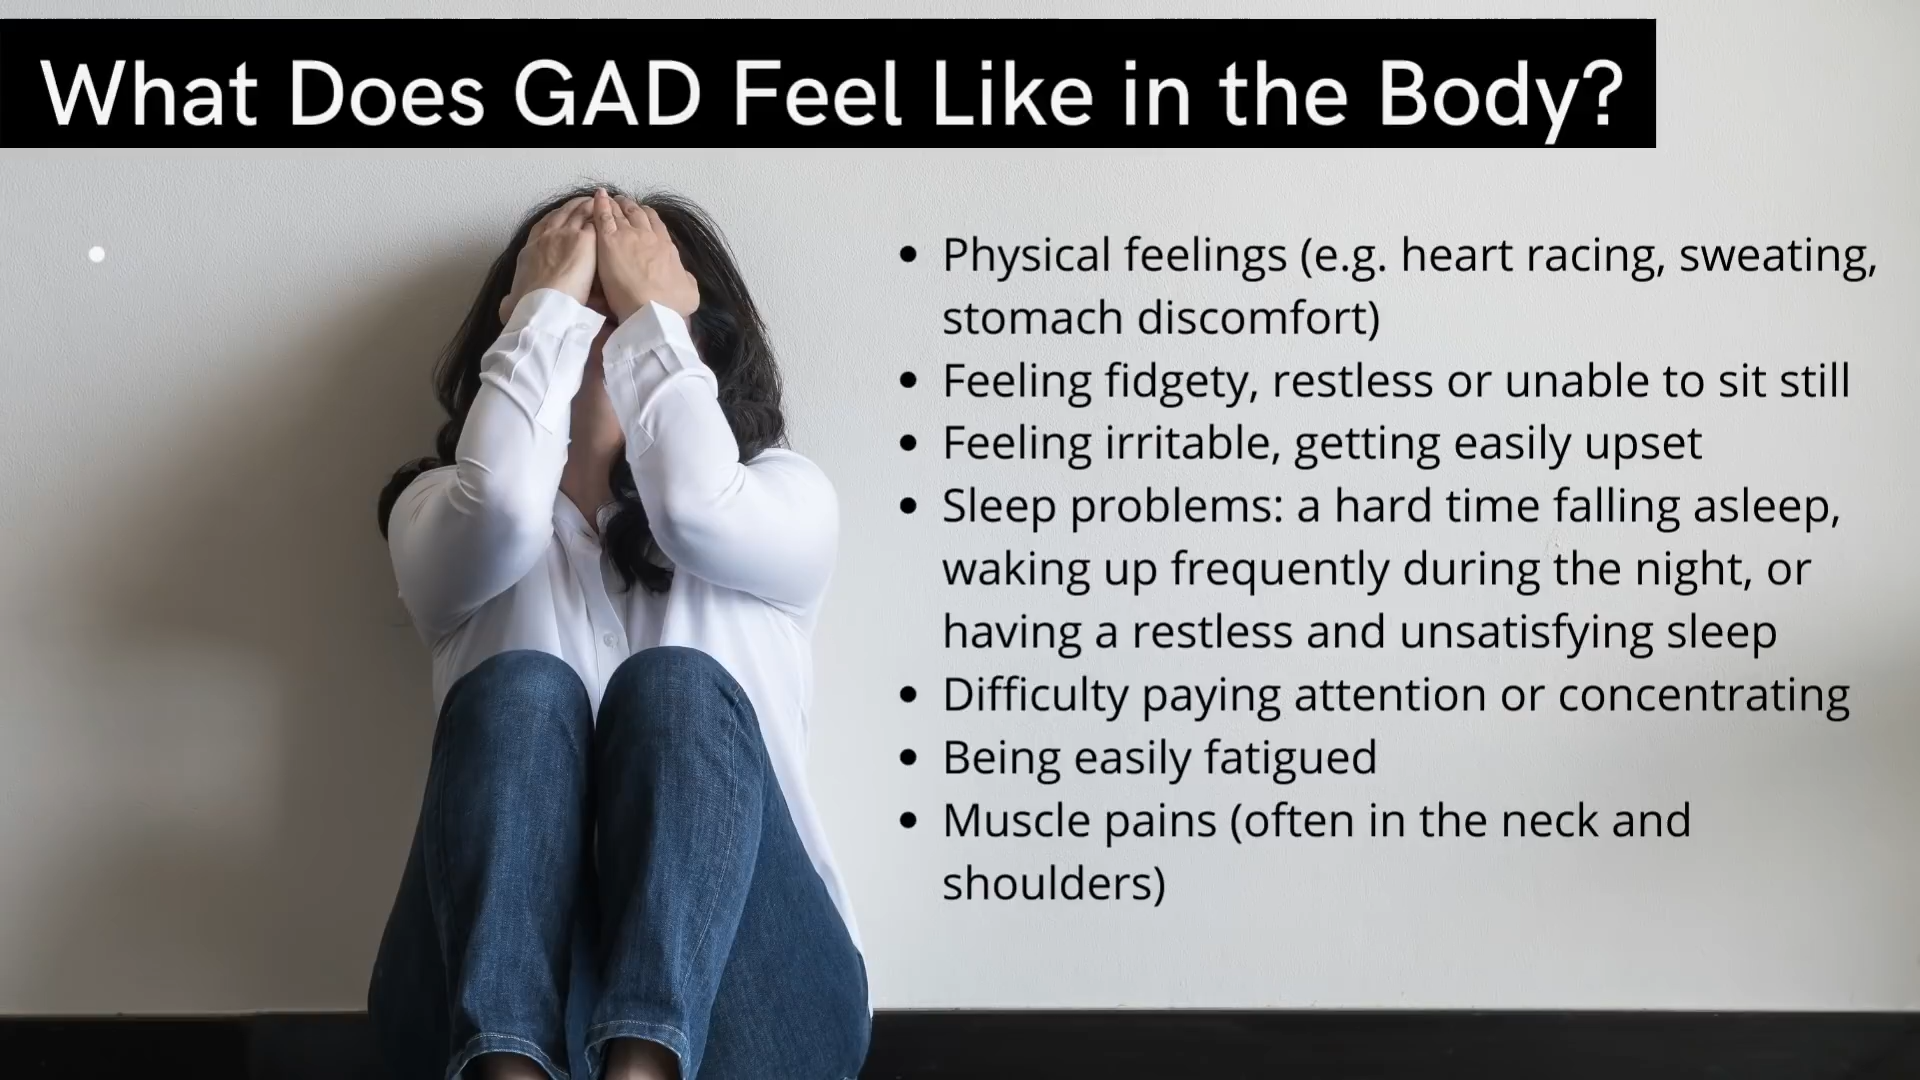 What Does GAD Feel Like in the Body?
• Physical feelings (e.g. heart racing, sweating,
stomach discomfort)
• Feeling fidgety, restless or unable to sit still
• Feeling irritable, getting easily upset
• Sleep problems: a hard time falling asleep,
waking up frequently during the night, or
having a restless and unsatisfying sleep
• Difficulty paying attention or concentrating
• Being easily fatigued
• Muscle pains (often in the neck and
shoulders)